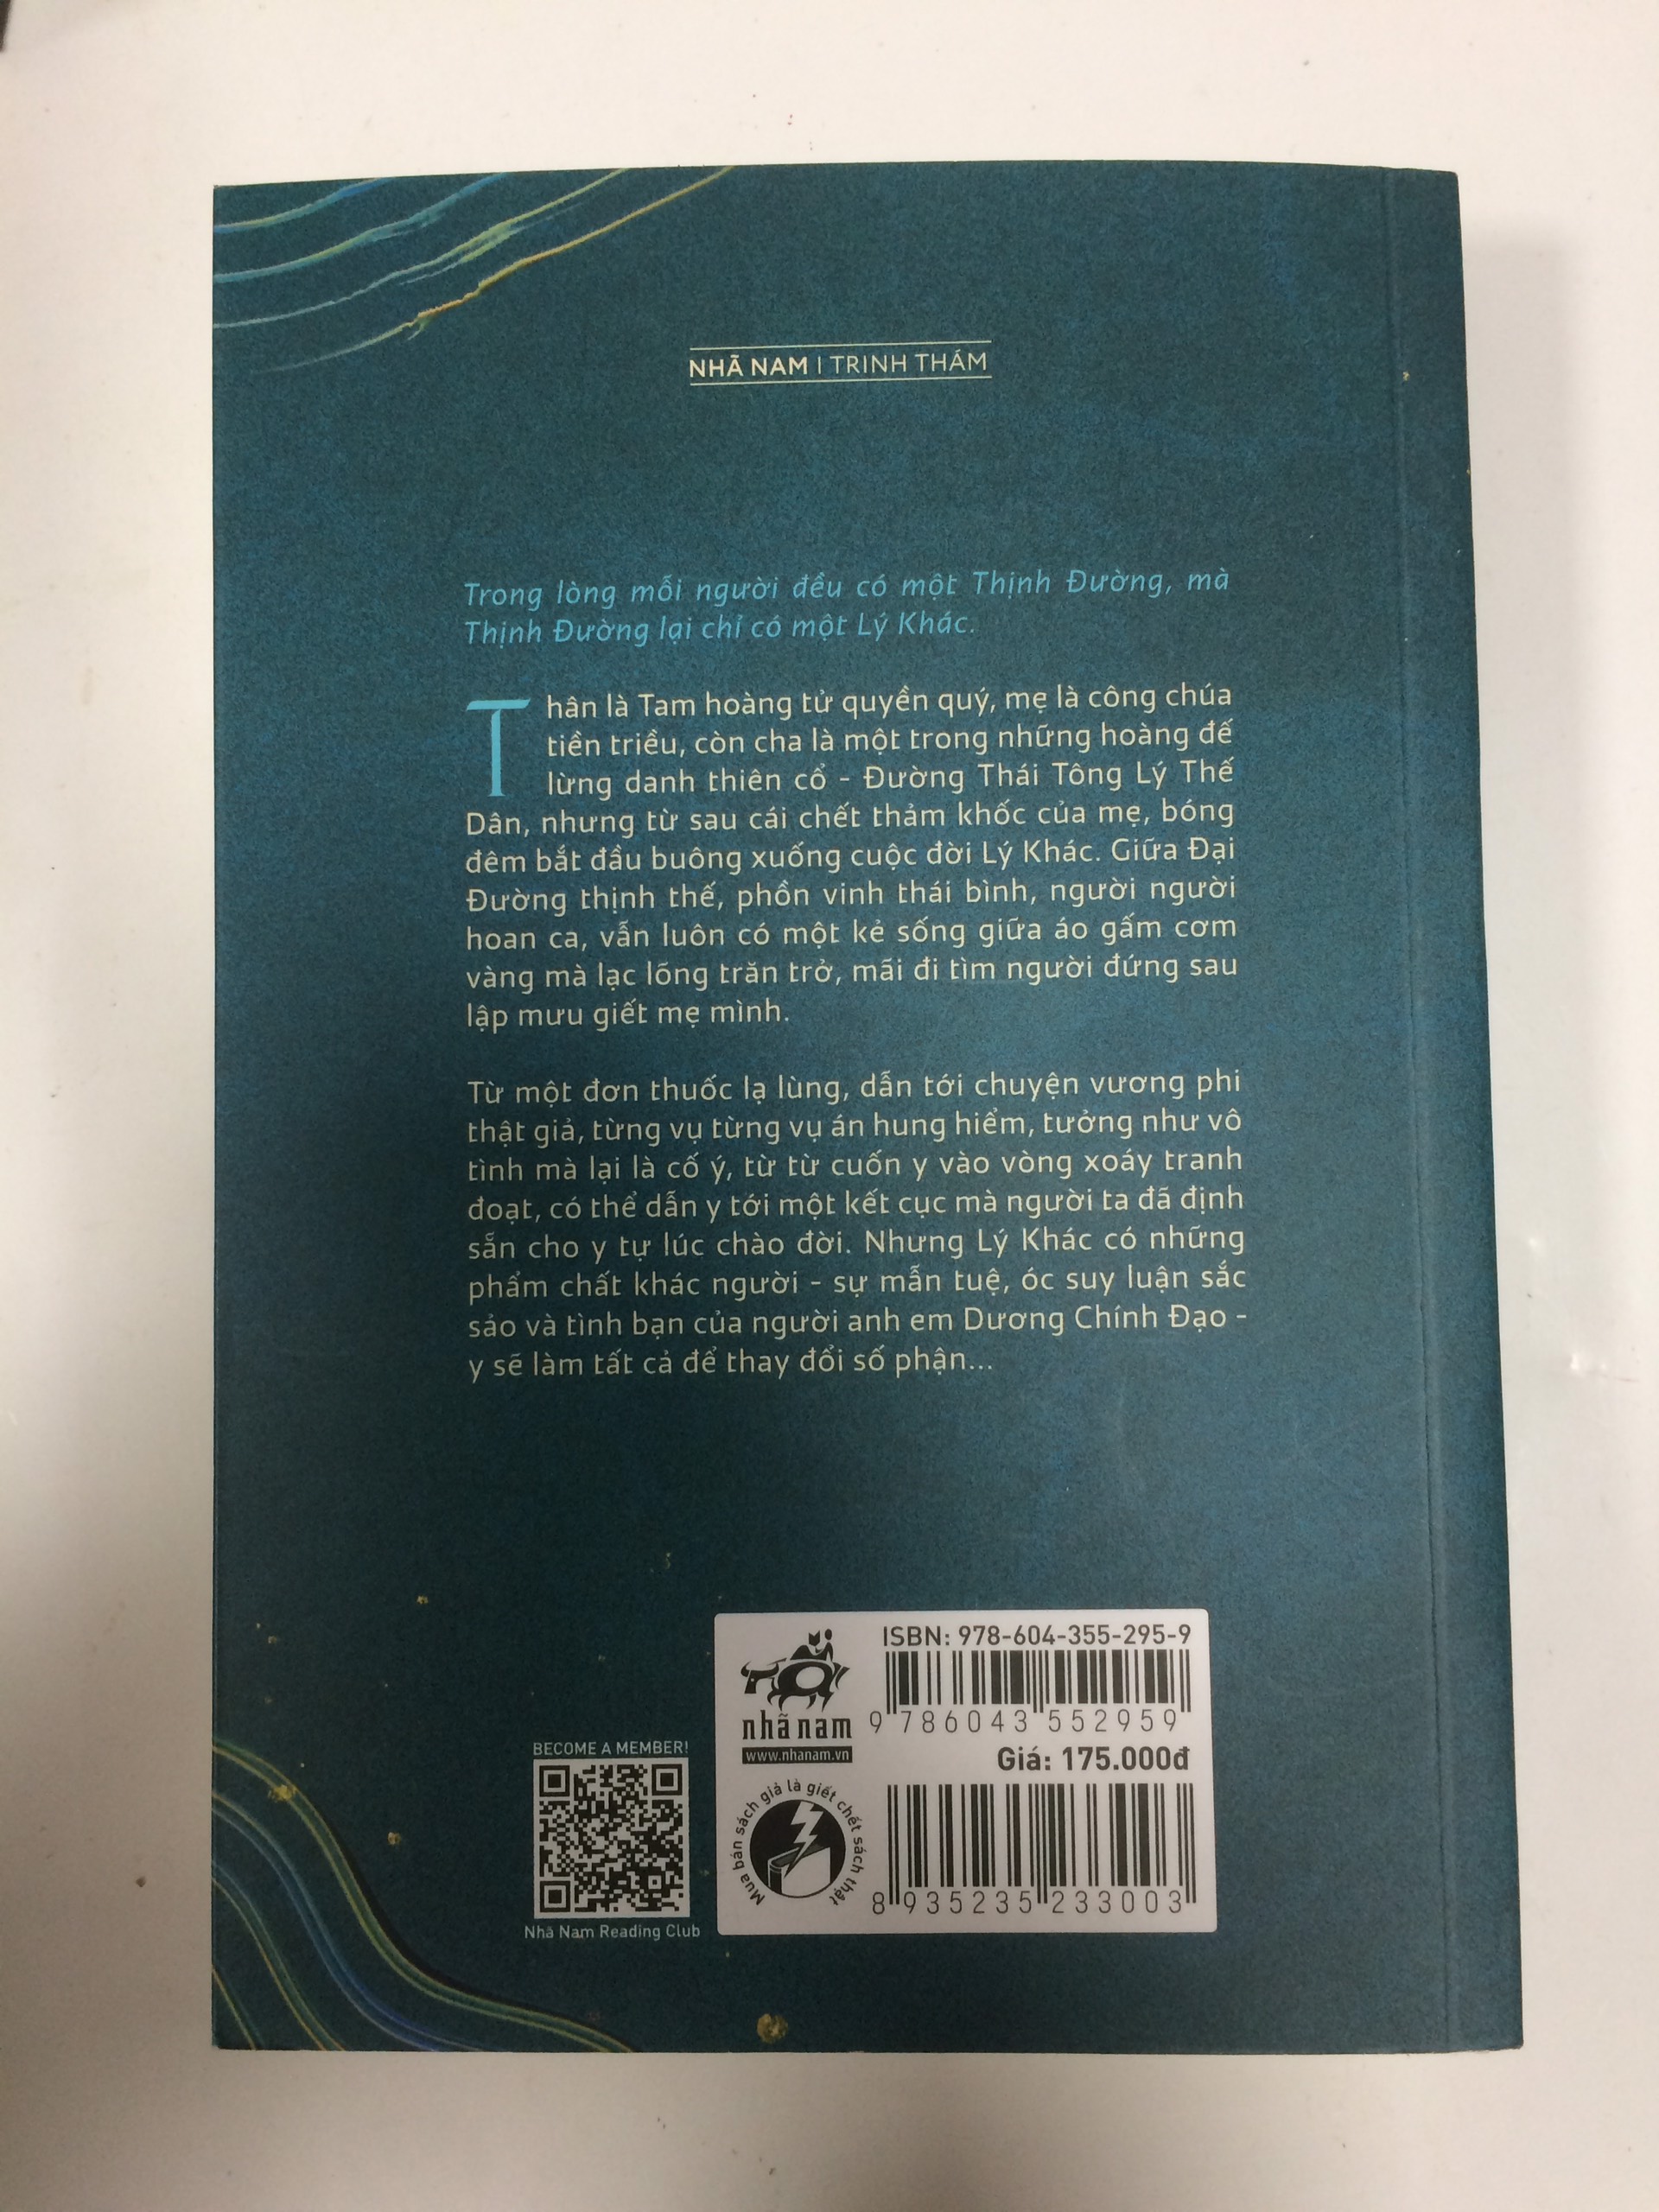 NHÃ NAM | TRINH THÁM
Trong lòng mỗi người đều có một Thịnh Đường, mà
Thịnh Đường lại chỉ có một Lý Khác.
Thân là Tam hoàng tử quyền quý, mẹ là công chúa
tiền triều, còn cha là một trong những hoàng đế
lừng danh thiên cổ - Đường Thái Tông Lý Thế
Dân, nhưng từ sau cái chết thảm khốc của mẹ, bóng
đêm bắt đầu buông xuống cuộc đời Lý Khác. Giữa Đại
Đường thịnh thế, phồn vinh thái bình, người người
hoan ca, vẫn luôn có một kẻ sống giữa áo gấm cơm
vàng mà lạc lõng trăn trở, mãi đi tìm người đứng sau
lập mưu giết mẹ mình.
Từ một đơn thuốc lạ lùng, dẫn tới chuyện vương phi
thật giả, từng vụ từng vụ án hung hiểm, tưởng như vô
tình mà lại là cố ý, từ từ cuốn y vào vòng xoáy tranh
đoạt, có thể dẫn y tới một kết cục mà người ta đã định
sẵn cho y tự lúc chào đời. Nhưng Lý Khác có những
phẩm chất khác người - sự mẫn tuệ, óc suy luận sắc
sảo và tình bạn của người anh em Dương Chính Đạo -
y sẽ làm tất cả để thay đổi số phận...
BECOME A MEMBER!
Nhã Nam Reading Club
nhã nam
www.nhanam.vn
Mua bán sách giả là giết chết sách thật
ISBN: 978-604-355-295-9
9 786043 552959
Giá: 175.000đ
8 935235 233003